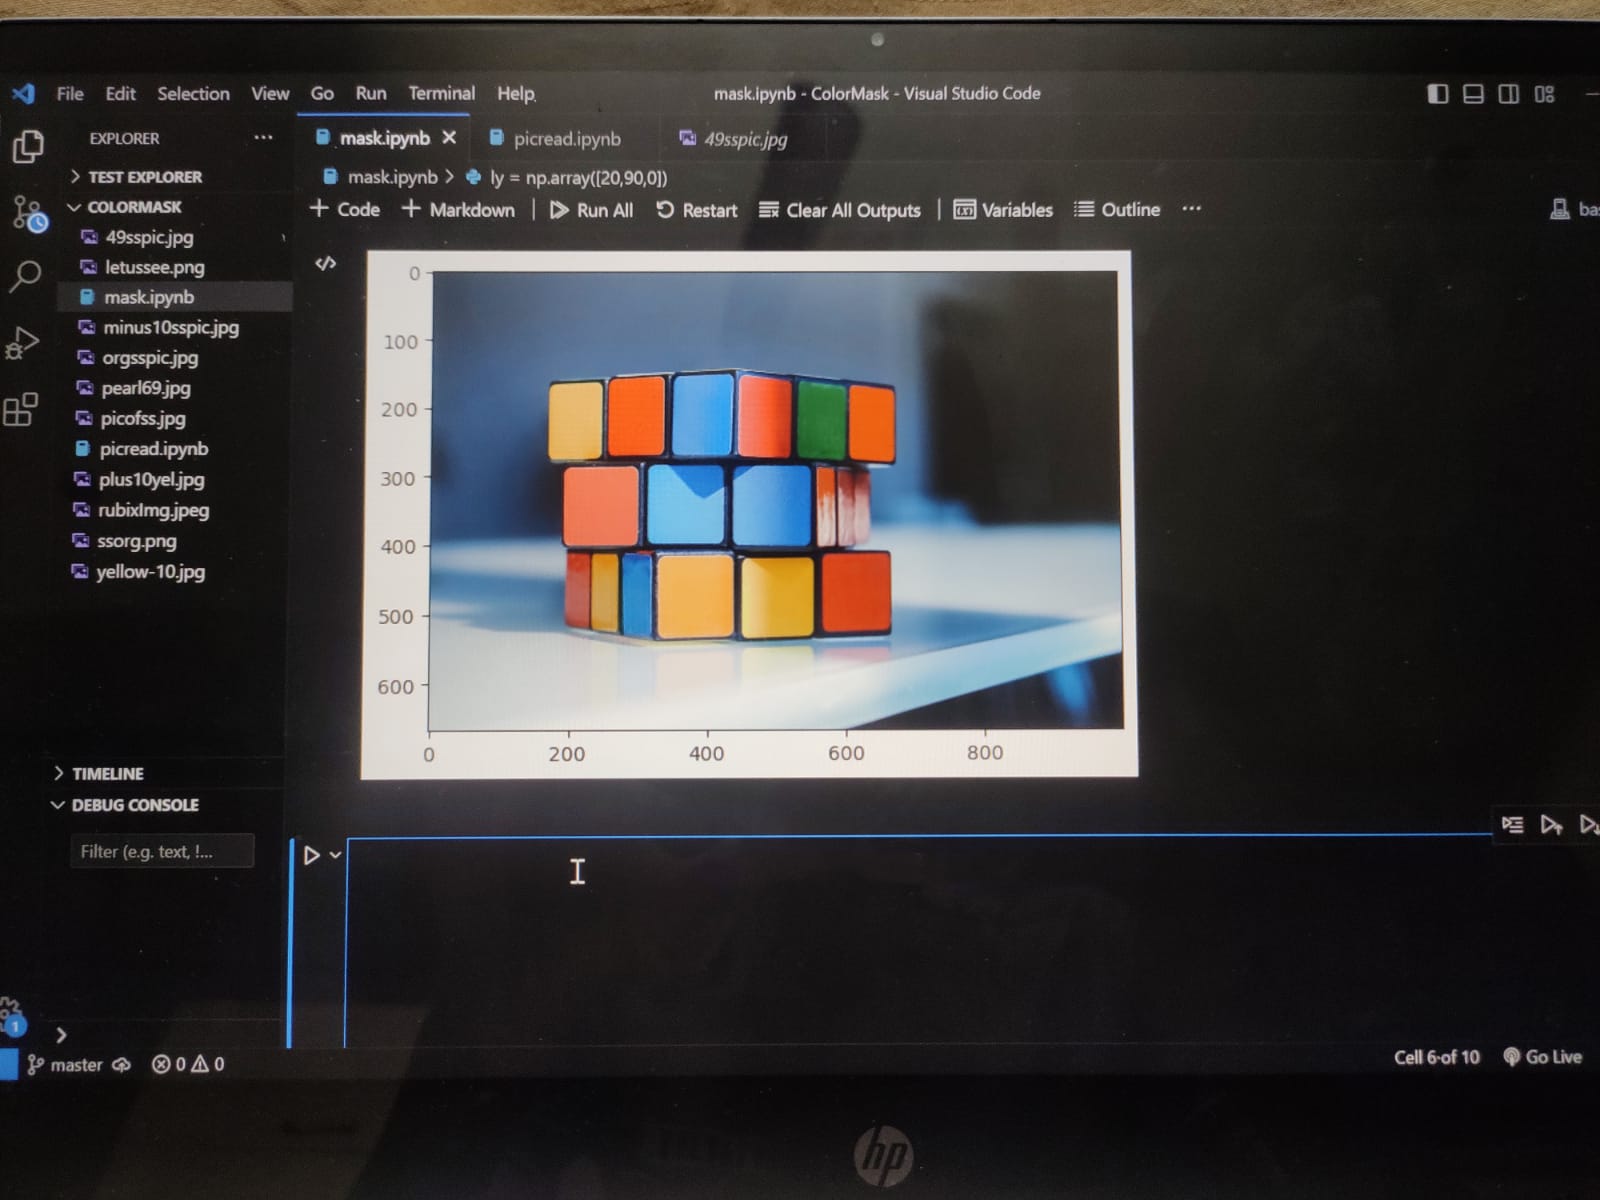 File Edit Selection View Go Run Terminal Help
mask.ipynb - ColorMask - Visual Studio Code
EXPLORER
mask.ipynb
picread.ipynb
49sspic.jpg
mask.ipynb > ly = np.array([20,90,0])
+ Code + Markdown | Run All Restart Clear All Outputs | Variables Outline ...
TEST EXPLORER
COLORMASK
49sspic.jpg
letussee.png
mask.ipynb
minus10sspic.jpg
orgsspic.jpg
pearl69.jpg
picofss.jpg
picread.ipynb
plus10yel.jpg
rubixImg.jpeg
ssorg.png
yellow-10.jpg
TIMELINE
DEBUG CONSOLE
Filter (e.g. text, !...
0
100
200
300
400
500
600
0 200 400 600 800
1
master 0 0
Cell 6 of 10 Go Live
hp